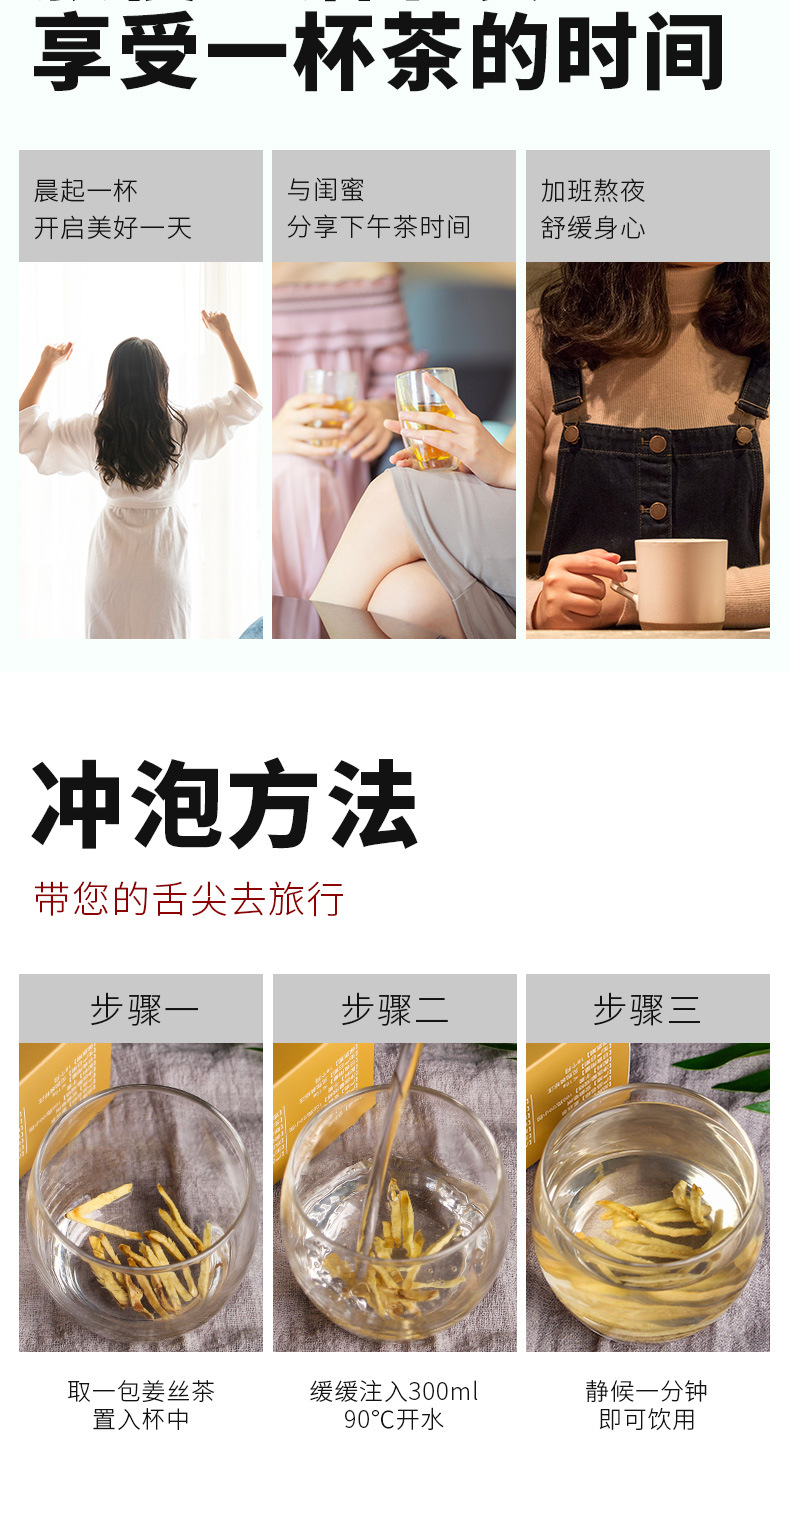 享受一杯茶的时间
晨起一杯
开启美好一天
与闺蜜
分享下午茶时间
加班熬夜
舒缓身心
冲泡方法
带您的舌尖去旅行
步骤一
步骤二
步骤三
取一包姜丝茶
置入杯中
缓缓注入300ml
90℃开水
静候一分钟
即可饮用